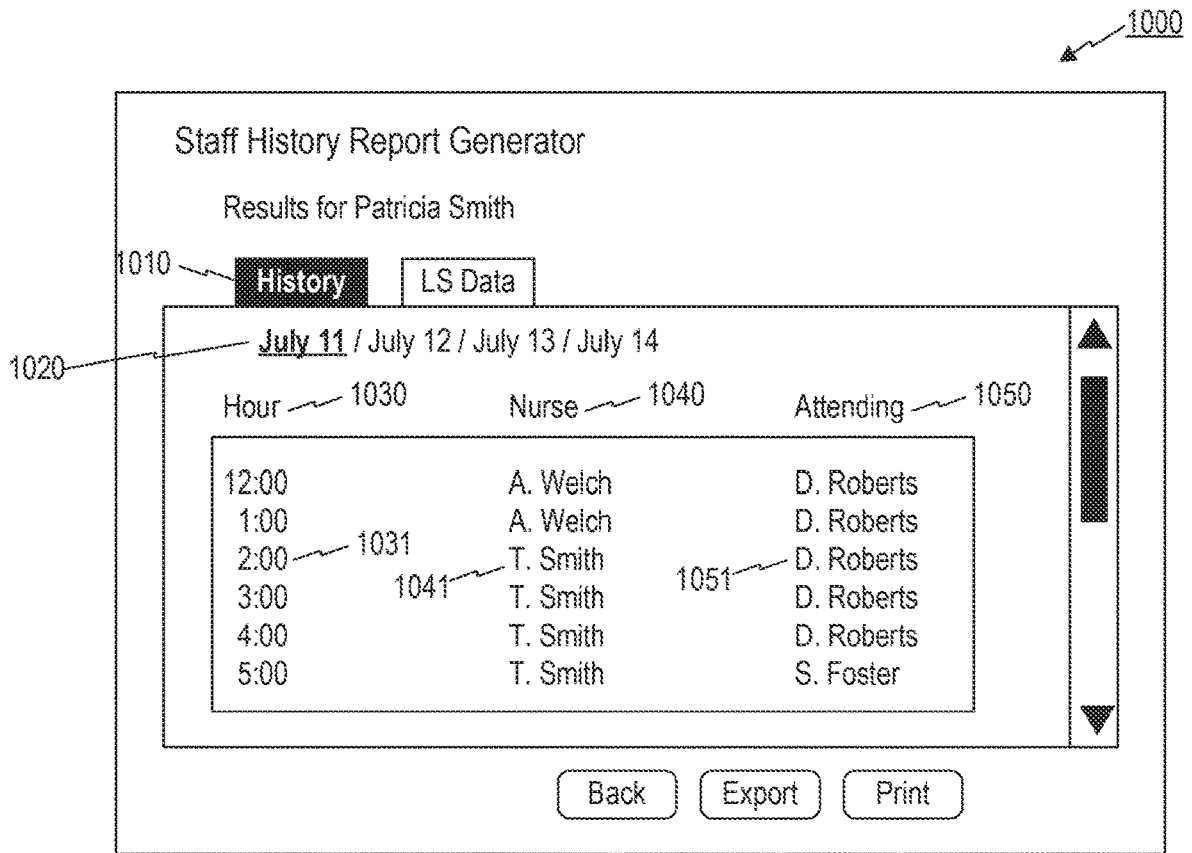 1000
Staff History Report Generator
Results for Patricia Smith
1010 History LS Data
1020 July 11 / July 12 / July 13 / July 14
Hour 1030 Nurse 1040 Attending 1050
12:00 A. Welch D. Roberts
1:00 A. Welch D. Roberts
2:00 1031 1041 T. Smith 1051 D. Roberts
3:00 T. Smith D. Roberts
4:00 T. Smith D. Roberts
5:00 T. Smith S. Foster
Back Export Print